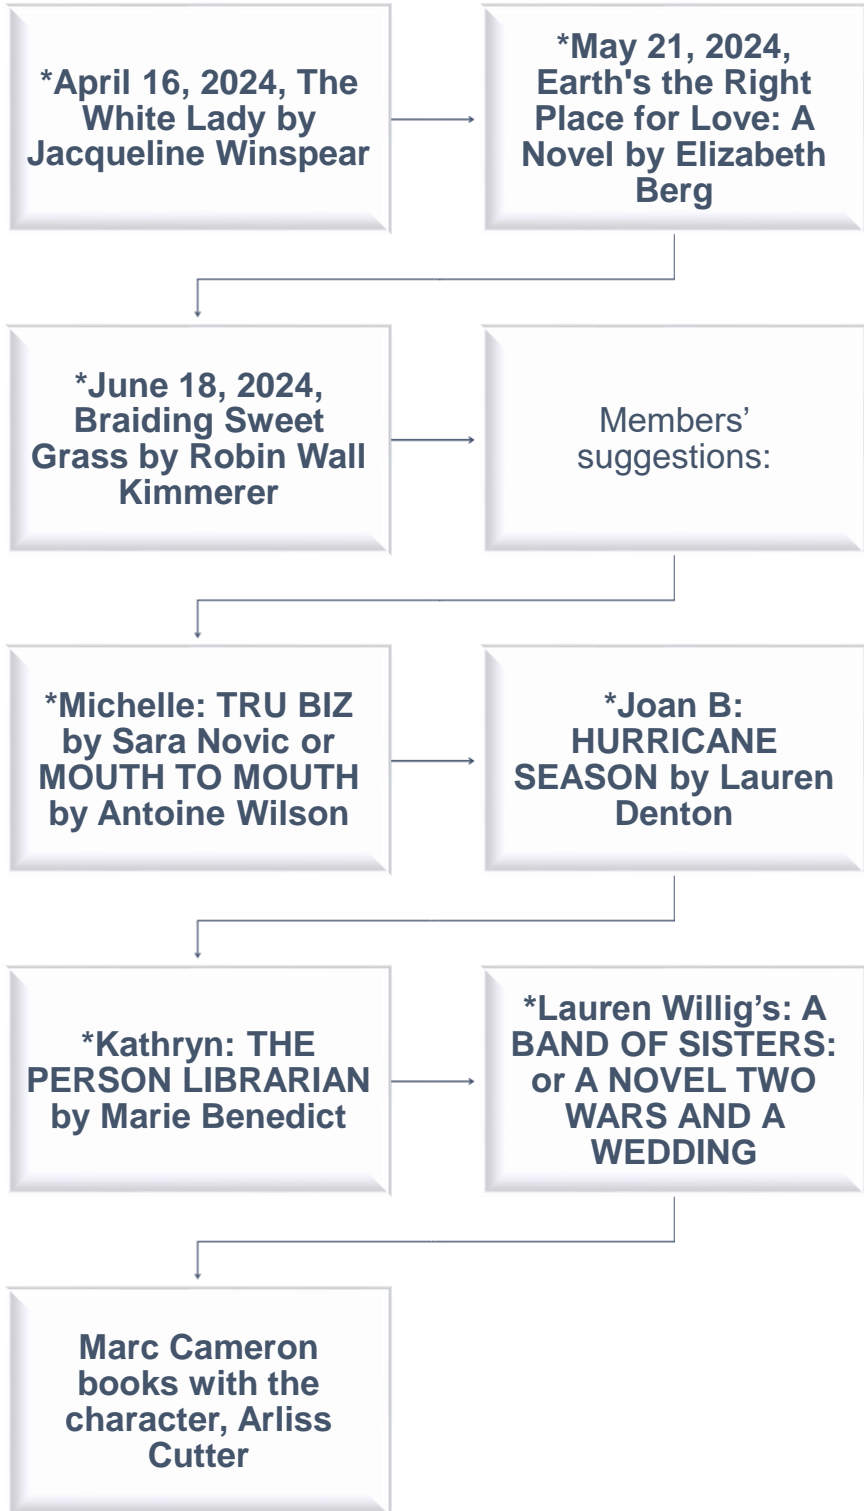 *April 16, 2024, The
White Lady by
Jacqueline Winspear
*May 21, 2024,
Earth's the Right
Place for Love: A
Novel by Elizabeth
Berg
*June 18, 2024,
Braiding Sweet
Grass by Robin Wall
Kimmerer
Members’
suggestions:
*Michelle: TRU BIZ
by Sara Novic or
MOUTH TO MOUTH
by Antoine Wilson
*Joan B:
HURRICANE
SEASON by Lauren
Denton
*Kathryn: THE
PERSON LIBRARIAN
by Marie Benedict
*Lauren Willig’s: A
BAND OF SISTERS:
or A NOVEL TWO
WARS AND A
WEDDING
Marc Cameron
books with the
character, Arliss
Cutter